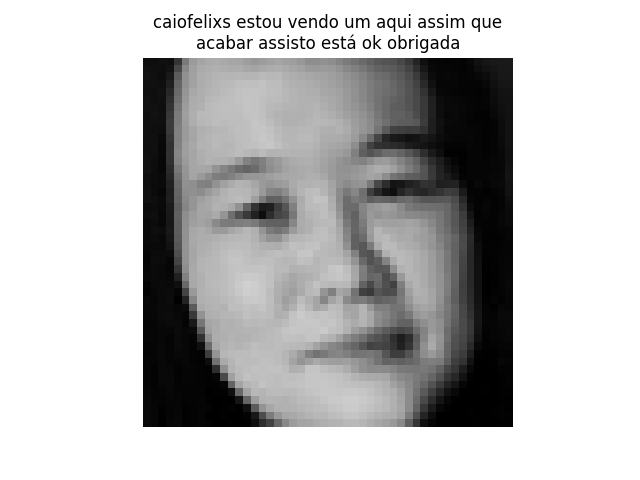 caiofelixs estou vendo um aqui assim que
acabar assisto está ok obrigada